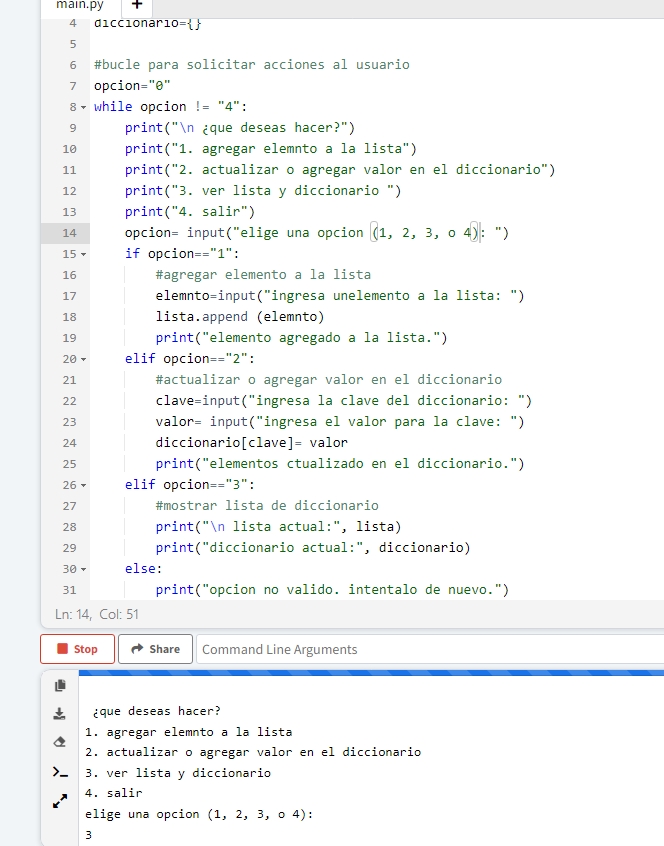 main.py +
4 diccionario={}
5
6 #bucle para solicitar acciones al usuario
7 opcion="0"
8 while opcion != "4":
9 print("\n ¿que deseas hacer?")
10 print("1. agregar elemnto a la lista")
11 print("2. actualizar o agregar valor en el diccionario")
12 print("3. ver lista y diccionario ")
13 print("4. salir")
14 opcion= input("elige una opcion (1, 2, 3, o 4): ")
15 if opcion=="1":
16 #agregar elemento a la lista
17 elemnto=input("ingresa unelemento a la lista: ")
18 lista.append (elemnto)
19 print("elemento agregado a la lista.")
20 elif opcion=="2":
21 #actualizar o agregar valor en el diccionario
22 clave=input("ingresa la clave del diccionario: ")
23 valor= input("ingresa el valor para la clave: ")
24 diccionario[clave]= valor
25 print("elementos ctualizado en el diccionario.")
26 elif opcion=="3":
27 #mostrar lista de diccionario
28 print("\n lista actual:", lista)
29 print("diccionario actual:", diccionario)
30 else:
31 print("opcion no valido. intentalo de nuevo.")
Ln: 14, Col: 51
Stop Share Command Line Arguments
¿que deseas hacer?
1. agregar elemnto a la lista
2. actualizar o agregar valor en el diccionario
3. ver lista y diccionario
4. salir
elige una opcion (1, 2, 3, o 4):
3